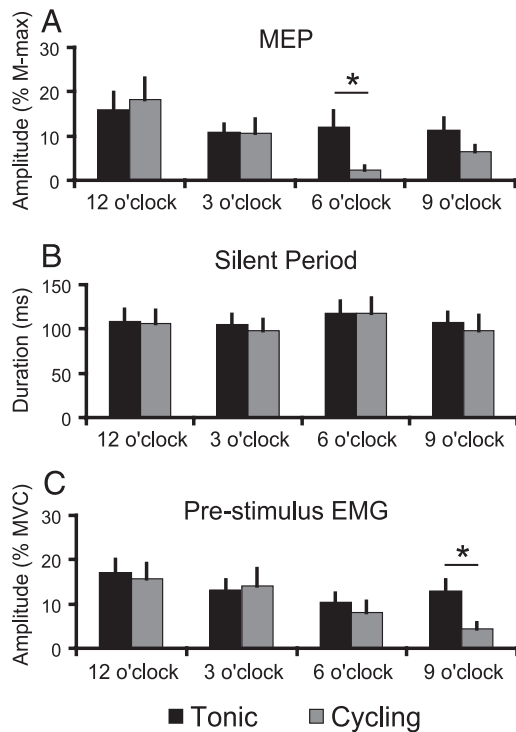 A
MEP
Amplitude (% M-max)
30
20
10
0
*
12 o'clock 3 o'clock 6 o'clock 9 o'clock
B
Silent Period
Duration (ms)
150
100
50
0
12 o'clock 3 o'clock 6 o'clock 9 o'clock
C
Pre-stimulus EMG
Amplitude (% MVC)
30
20
10
0
*
12 o'clock 3 o'clock 6 o'clock 9 o'clock
Tonic Cycling